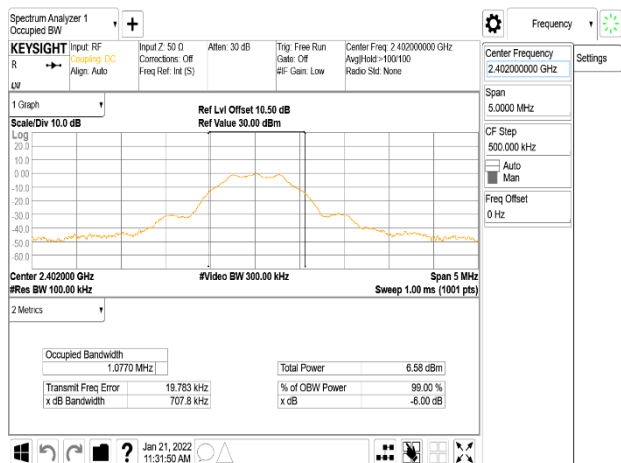 Spectrum Analyzer 1
Occupied BW
Frequency
KEYSIGHT
R
Input: RF
Coupling: DC
Align: Auto
Input Z: 50 Ω
Corrections: Off
Freq Ref: Int (S)
Atten: 30 dB
Trig: Free Run
Gate: Off
#IF Gain: Low
Center Freq: 2.402000000 GHz
Avg|Hold:>100/100
Radio Std: None
Center Frequency
2.402000000 GHz
Settings
Span
5.0000 MHz
CF Step
500.000 kHz
Auto
Man
Freq Offset
0 Hz
1 Graph
Scale/Div 10.0 dB
Ref Lvl Offset 10.50 dB
Ref Value 30.00 dBm
Log
20.0
10.0
0.00
-10.0
-20.0
-30.0
-40.0
-50.0
-60.0
Center 2.402000 GHz
#Res BW 100.00 kHz
#Video BW 300.00 kHz
Span 5 MHz
Sweep 1.00 ms (1001 pts)
2 Metrics
Occupied Bandwidth
1.0770 MHz
Transmit Freq Error 19.783 kHz
x dB Bandwidth 707.8 kHz
Total Power 6.58 dBm
% of OBW Power 99.00 %
x dB -6.00 dB
?
Jan 21, 2022
11:31:50 AM